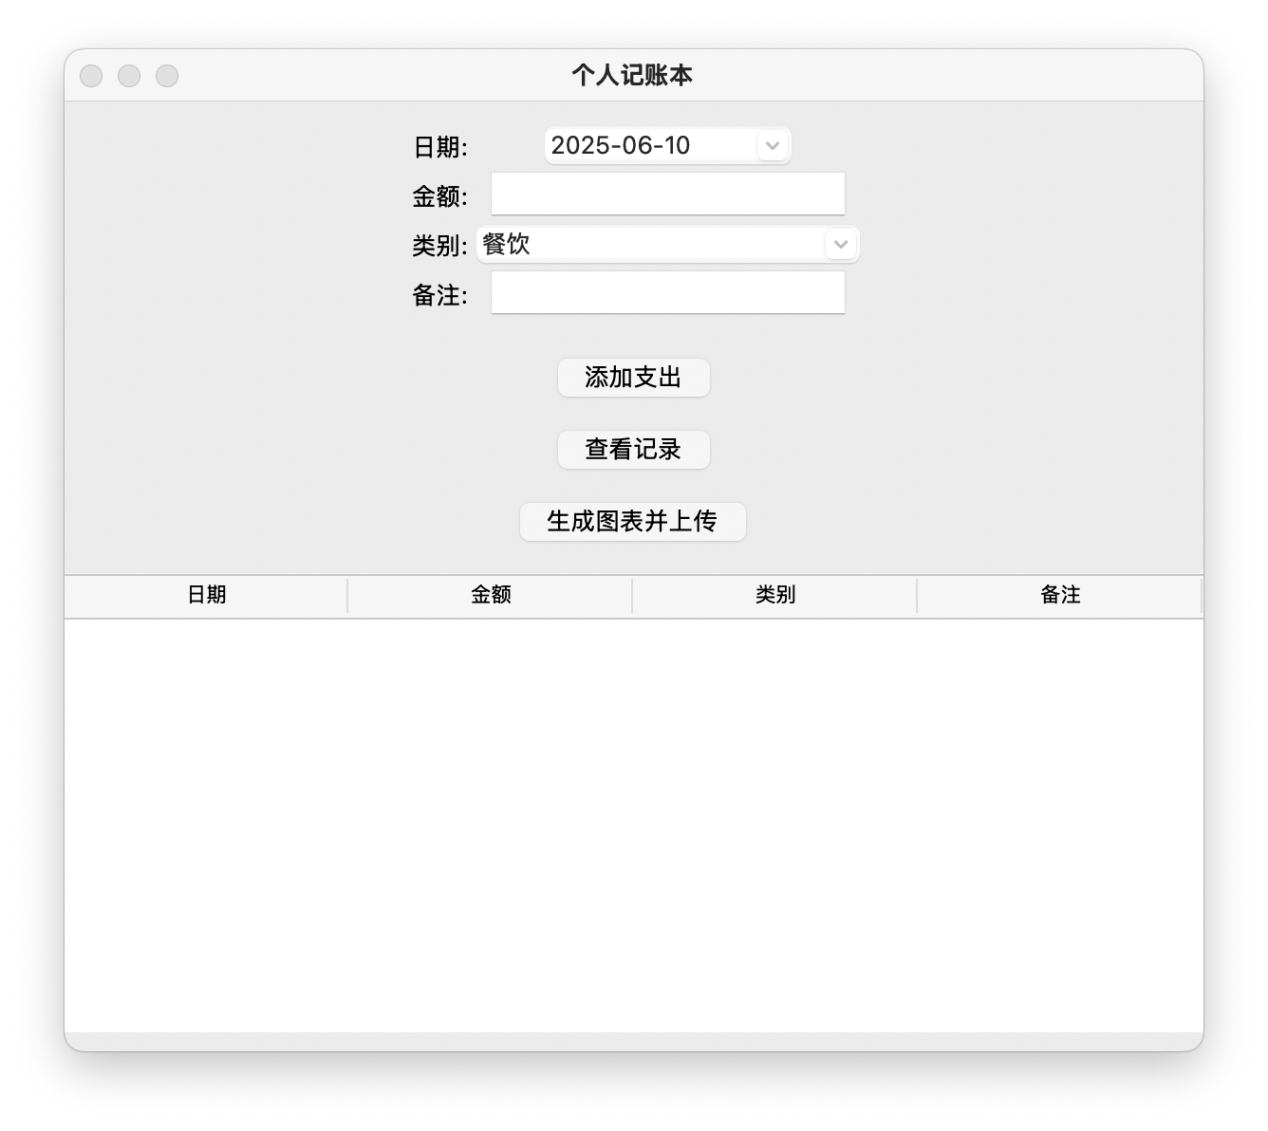 个人记账本
日期: 2025-06-10
金额:
类别: 餐饮
备注:
添加支出
查看记录
生成图表并上传
日期 金额 类别 备注